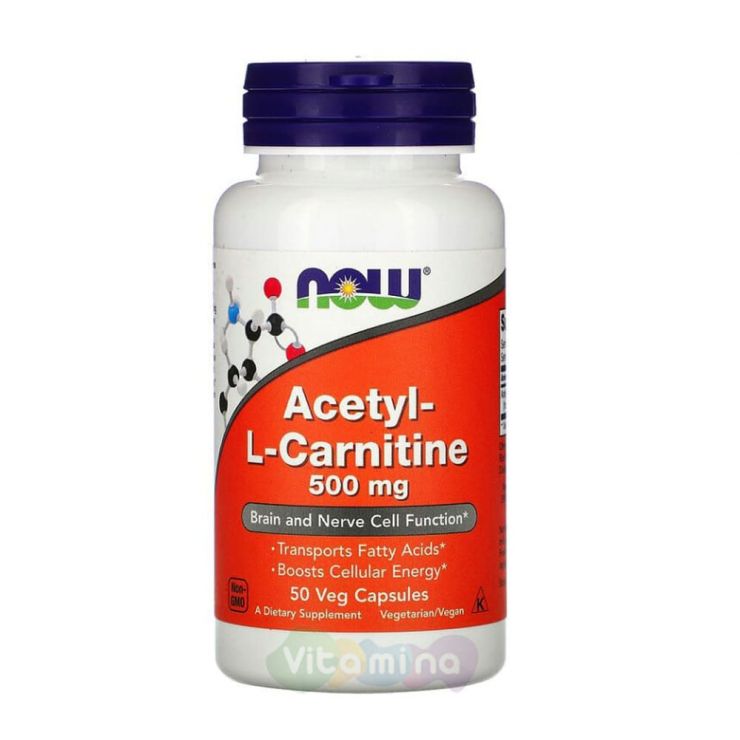 NOW®
Acetyl-
L-Carnitine
500 mg
Brain and Nerve Cell Function*
• Transports Fatty Acids*
• Boosts Cellular Energy*
50 Veg Capsules
Non-
GMO
A Dietary Supplement Vegetarian/Vegan
K
Vitamina